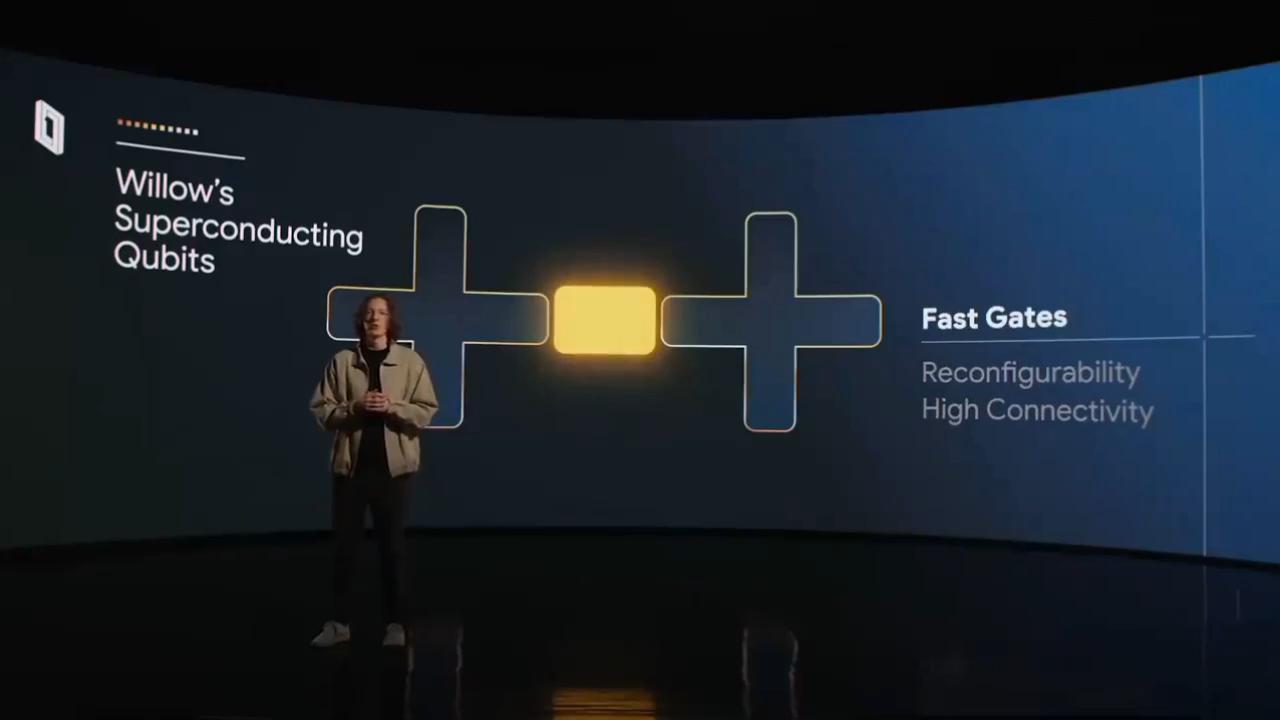 Willow's
Superconducting
Qubits
Fast Gates
Reconfigurability
High Connectivity